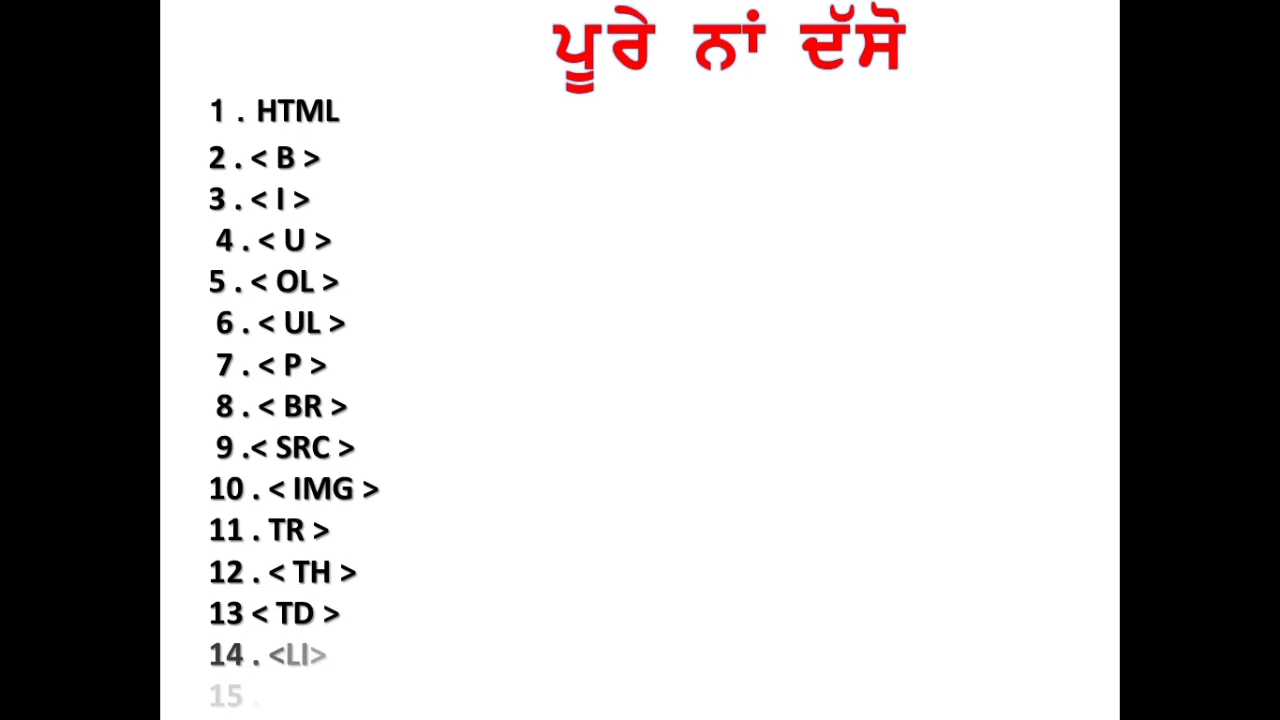 ਪੂਰੇ ਨਾਂ ਦੱਸੋ
1 . HTML
2 . < B >
3 . < I >
4 . < U >
5 . < OL >
6 . < UL >
7 . < P >
8 . < BR >
9 .< SRC >
10 . < IMG >
11 . TR >
12 . < TH >
13 < TD >
14 . <LI>
15 .